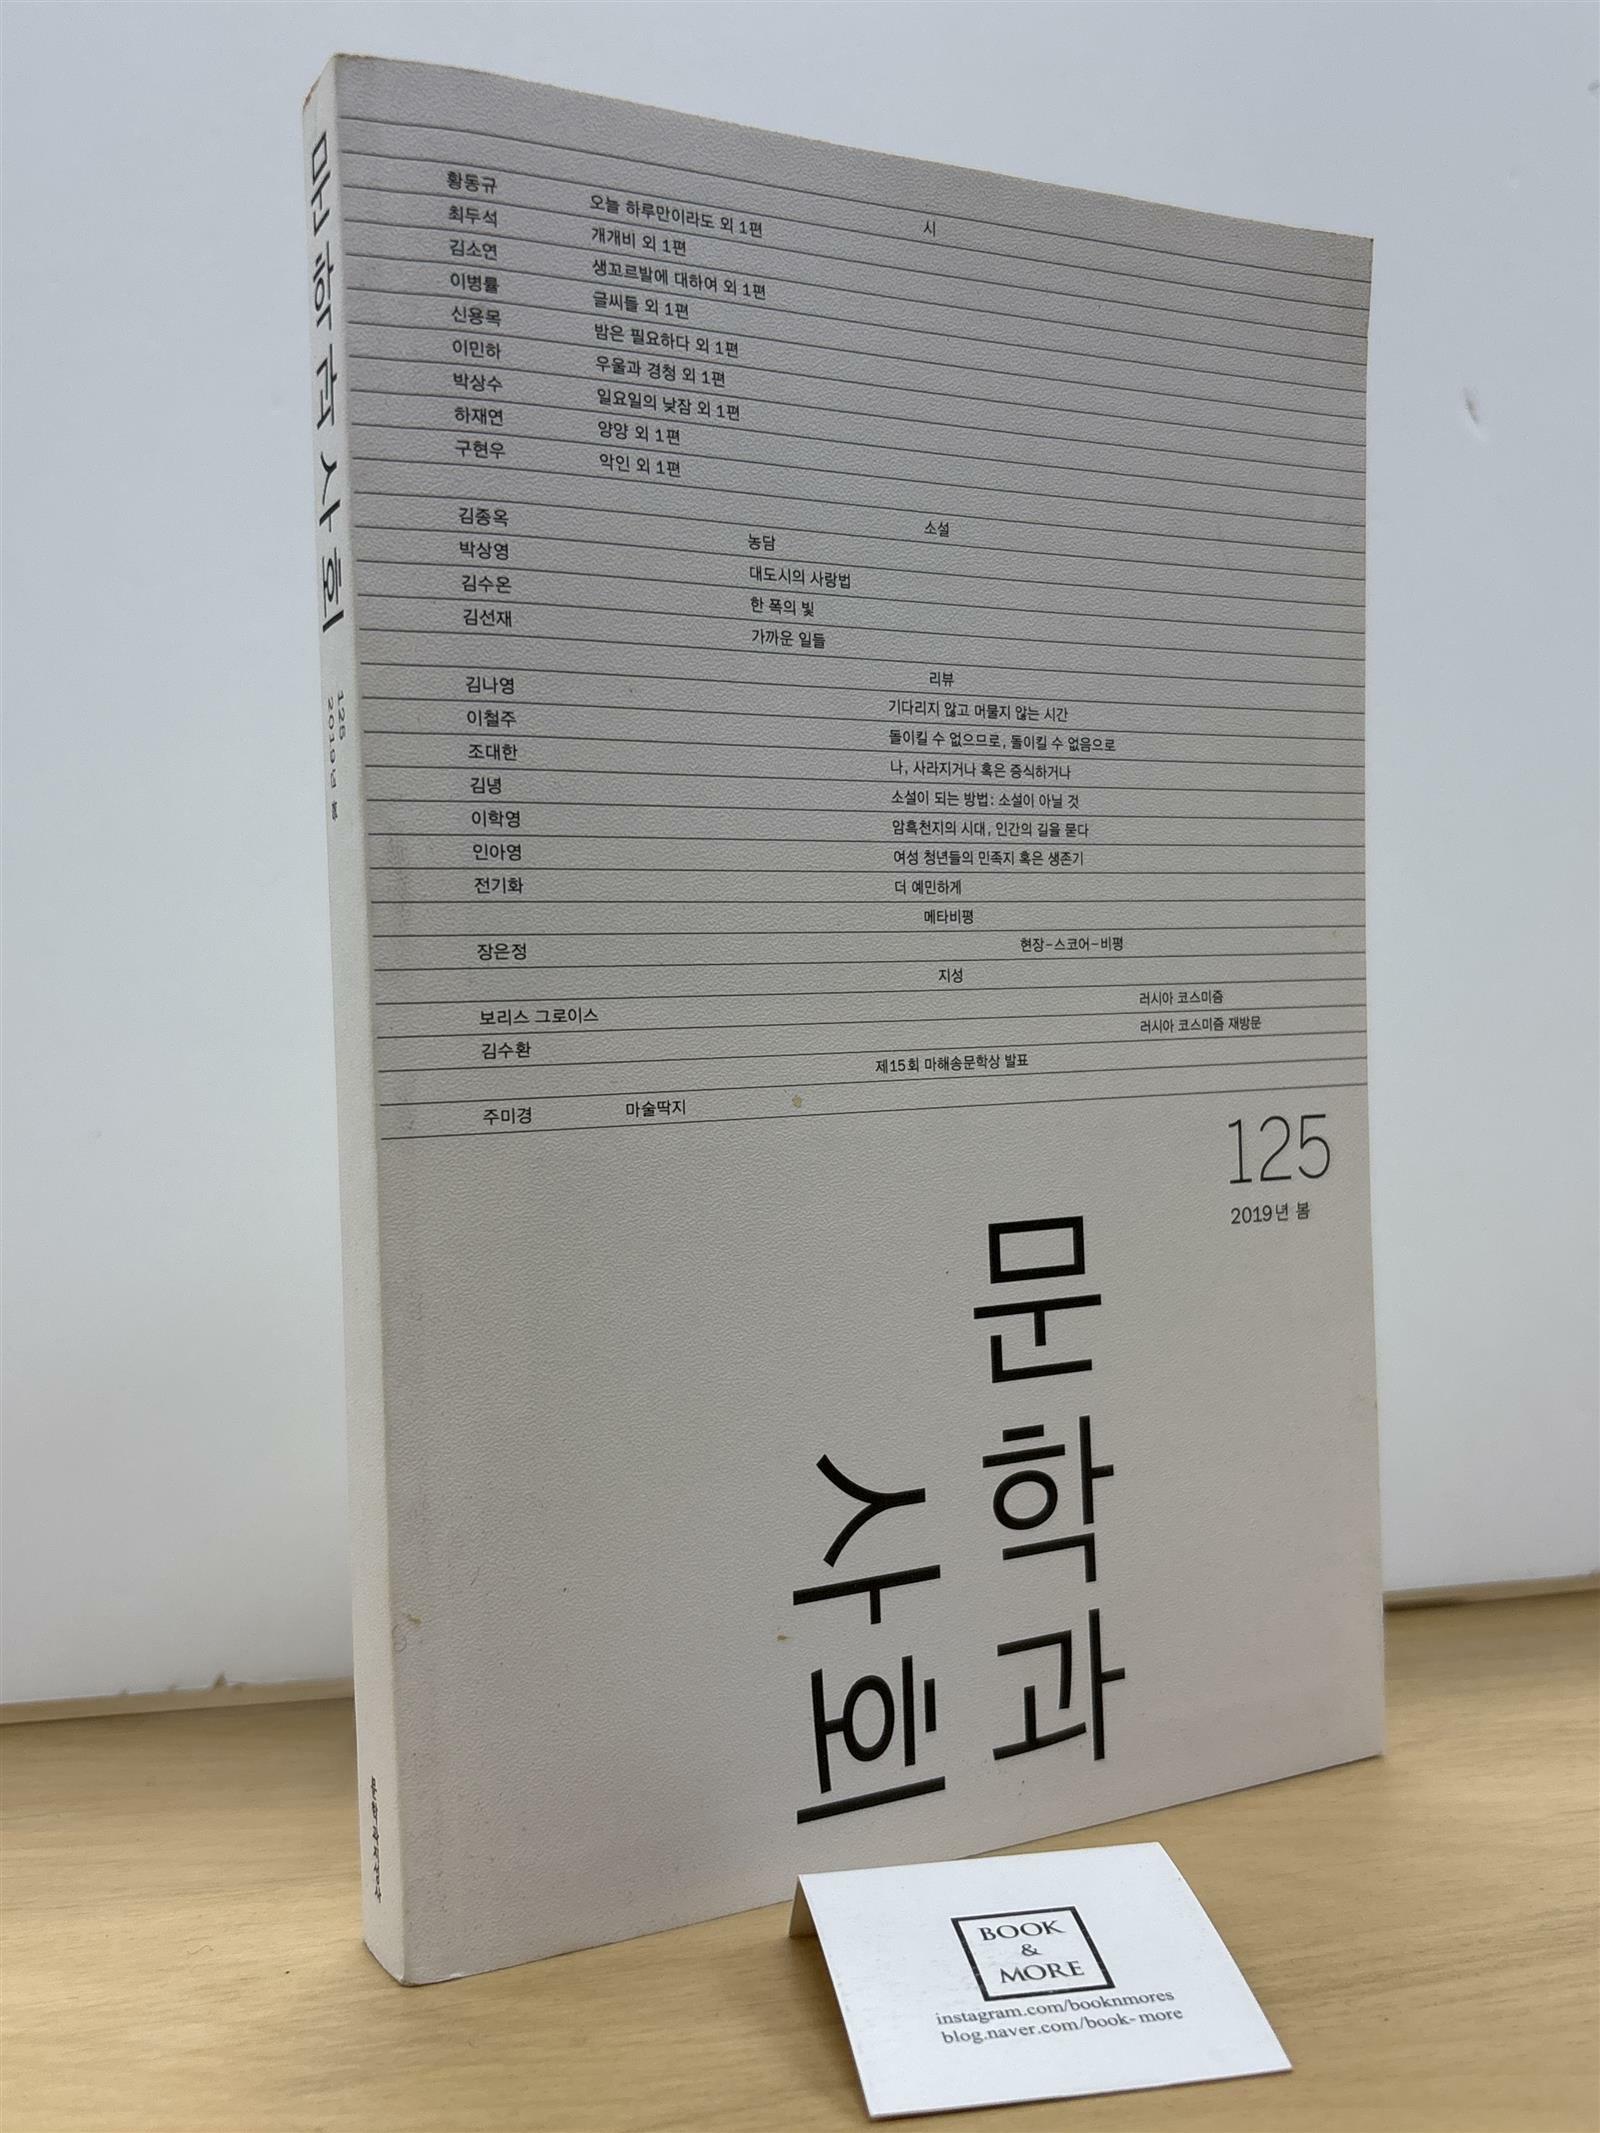 문학과사회
125
2019년 봄
문학과지성사
시
황동규 오늘 하루만이라도 외 1편
최두석 개개비 외 1편
김소연 생꼬르발에 대하여 외 1편
이병률 글씨들 외 1편
신용목 밤은 필요하다 외 1편
이민하 우울과 경청 외 1편
박상수 일요일의 낮잠 외 1편
하재연 양양 외 1편
구현우 악인 외 1편
소설
김종옥 농담
박상영 대도시의 사랑법
김수온 한 폭의 빛
김선재 가까운 일들
리뷰
김나영 기다리지 않고 머물지 않는 시간
이철주 돌이킬 수 없으므로, 돌이킬 수 없음으로
조대한 나, 사라지거나 혹은 증식하거나
김녕 소설이 되는 방법: 소설이 아닐 것
이학영 암흑천지의 시대, 인간의 길을 묻다
인아영 여성 청년들의 민족지 혹은 생존기
전기화 더 예민하게
메타비평
장은정 현장–스코어–비평
지성
보리스 그로이스 러시아 코스미즘
김수환 러시아 코스미즘 재방문
제15회 마해송문학상 발표
주미경 마술딱지
125
2019년 봄
문학과
사회
BOOK
&
MORE
instagram.com/booknmores
blog.naver.com/book-more